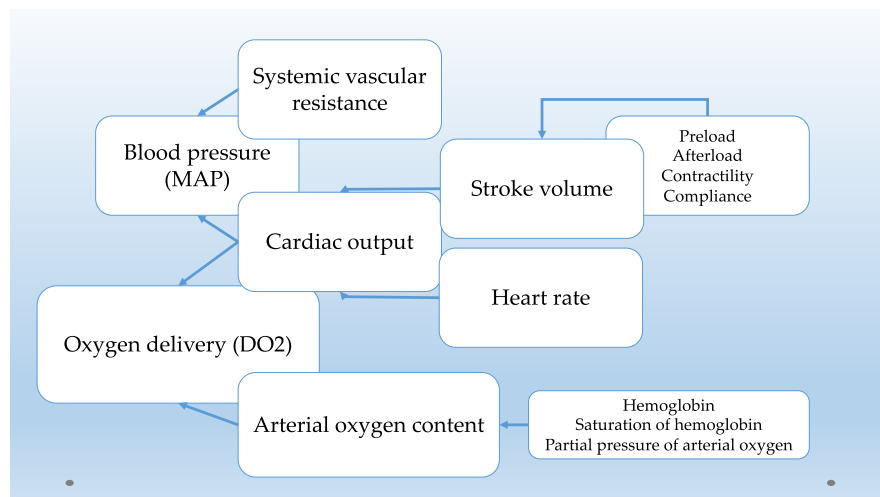 Systemic vascular
resistance
Blood pressure
(MAP)
Preload
Afterload
Contractility
Compliance
Stroke volume
Cardiac output
Heart rate
Oxygen delivery (DO2)
Arterial oxygen content
Hemoglobin
Saturation of hemoglobin
Partial pressure of arterial oxygen